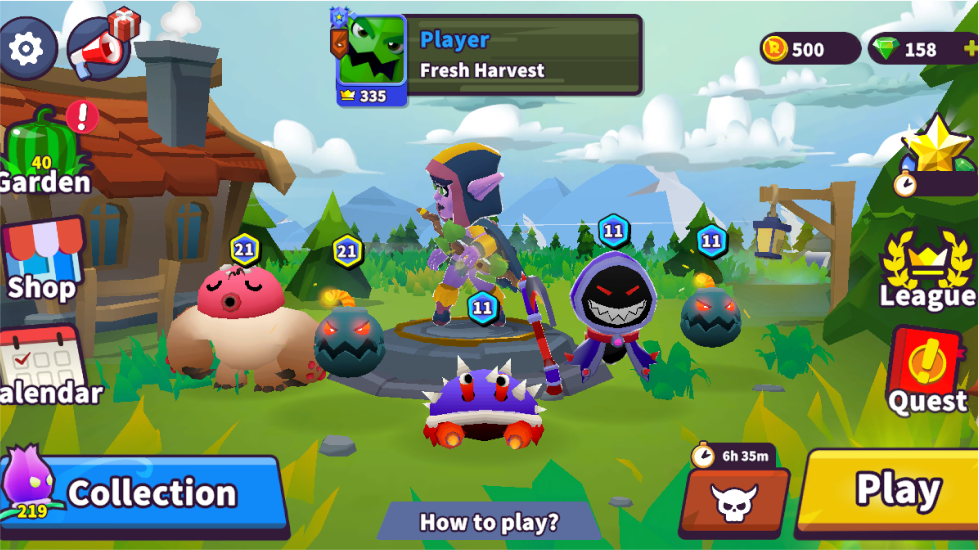 Player
Fresh Harvest
335
500
158
40
Garden
Shop
alendar
21
21
11
11
11
League
Quest
219
Collection
How to play?
6h 35m
Play